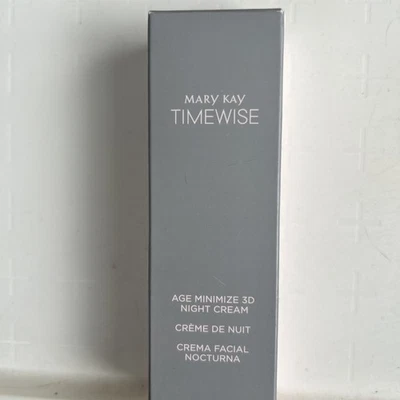 MARY KAY
TIMEWISE
AGE MINIMIZE 3D
NIGHT CREAM
CRÈME DE NUIT
CREMA FACIAL
NOCTURNA